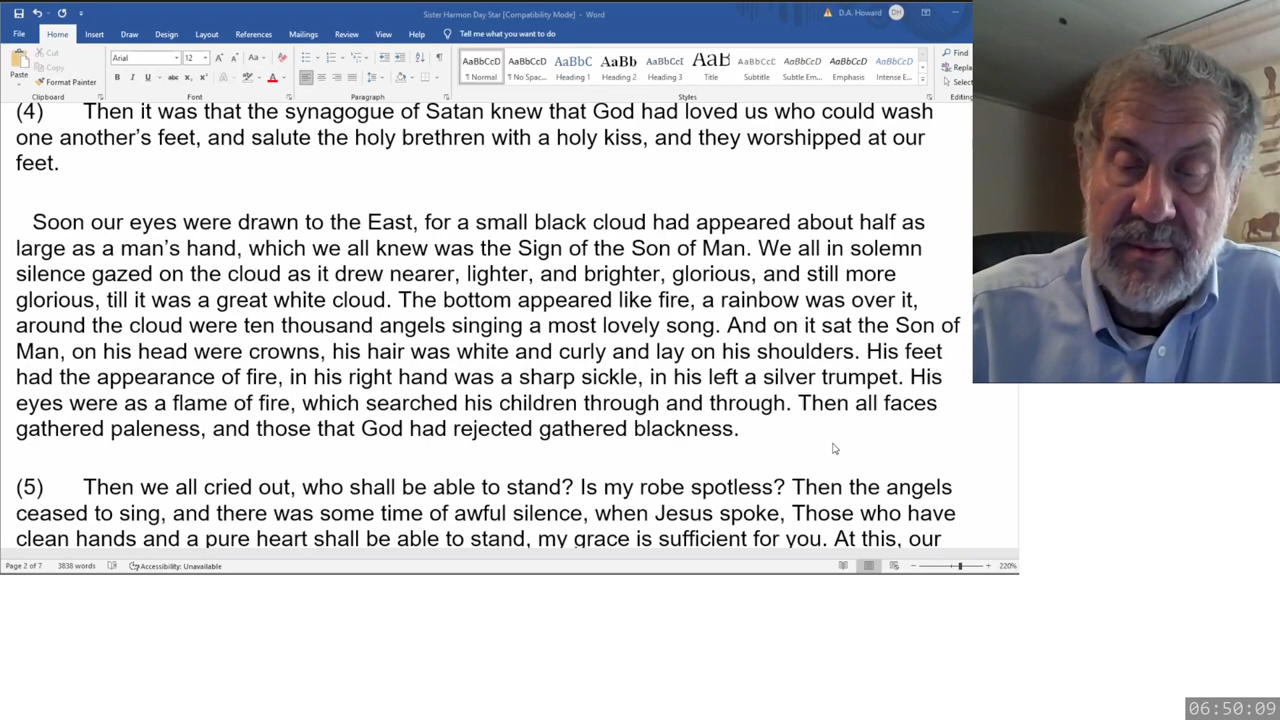 Sister Harmon Day Star [Compatibility Mode] - Word
D.A. Howard
DH
File Home Insert Draw Design Layout References Mailings Review View Help Tell me what you want to do
Paste
Cut
Copy
Format Painter
Clipboard
Arial 12
Font
Paragraph
AaBbCcD AaBbCcD AaBbC AaBb AaBbCcI AaB AaBbCcD AaBbCcD AaBbCcD AaBbCcD
¶ Normal ¶ No Spac... Heading 1 Heading 2 Heading 3 Title Subtitle Subtle Em... Emphasis Intense E...
Styles
Find
Repla
Select
Editing
(4) Then it was that the synagogue of Satan knew that God had loved us who could wash
one another’s feet, and salute the holy brethren with a holy kiss, and they worshipped at our
feet.
Soon our eyes were drawn to the East, for a small black cloud had appeared about half as
large as a man’s hand, which we all knew was the Sign of the Son of Man. We all in solemn
silence gazed on the cloud as it drew nearer, lighter, and brighter, glorious, and still more
glorious, till it was a great white cloud. The bottom appeared like fire, a rainbow was over it,
around the cloud were ten thousand angels singing a most lovely song. And on it sat the Son of
Man, on his head were crowns, his hair was white and curly and lay on his shoulders. His feet
had the appearance of fire, in his right hand was a sharp sickle, in his left a silver trumpet. His
eyes were as a flame of fire, which searched his children through and through. Then all faces
gathered paleness, and those that God had rejected gathered blackness.
(5) Then we all cried out, who shall be able to stand? Is my robe spotless? Then the angels
ceased to sing, and there was some time of awful silence, when Jesus spoke, Those who have
clean hands and a pure heart shall be able to stand, my grace is sufficient for you. At this, our
Page 2 of 7 3838 words Accessibility: Unavailable 220%
06:50:09